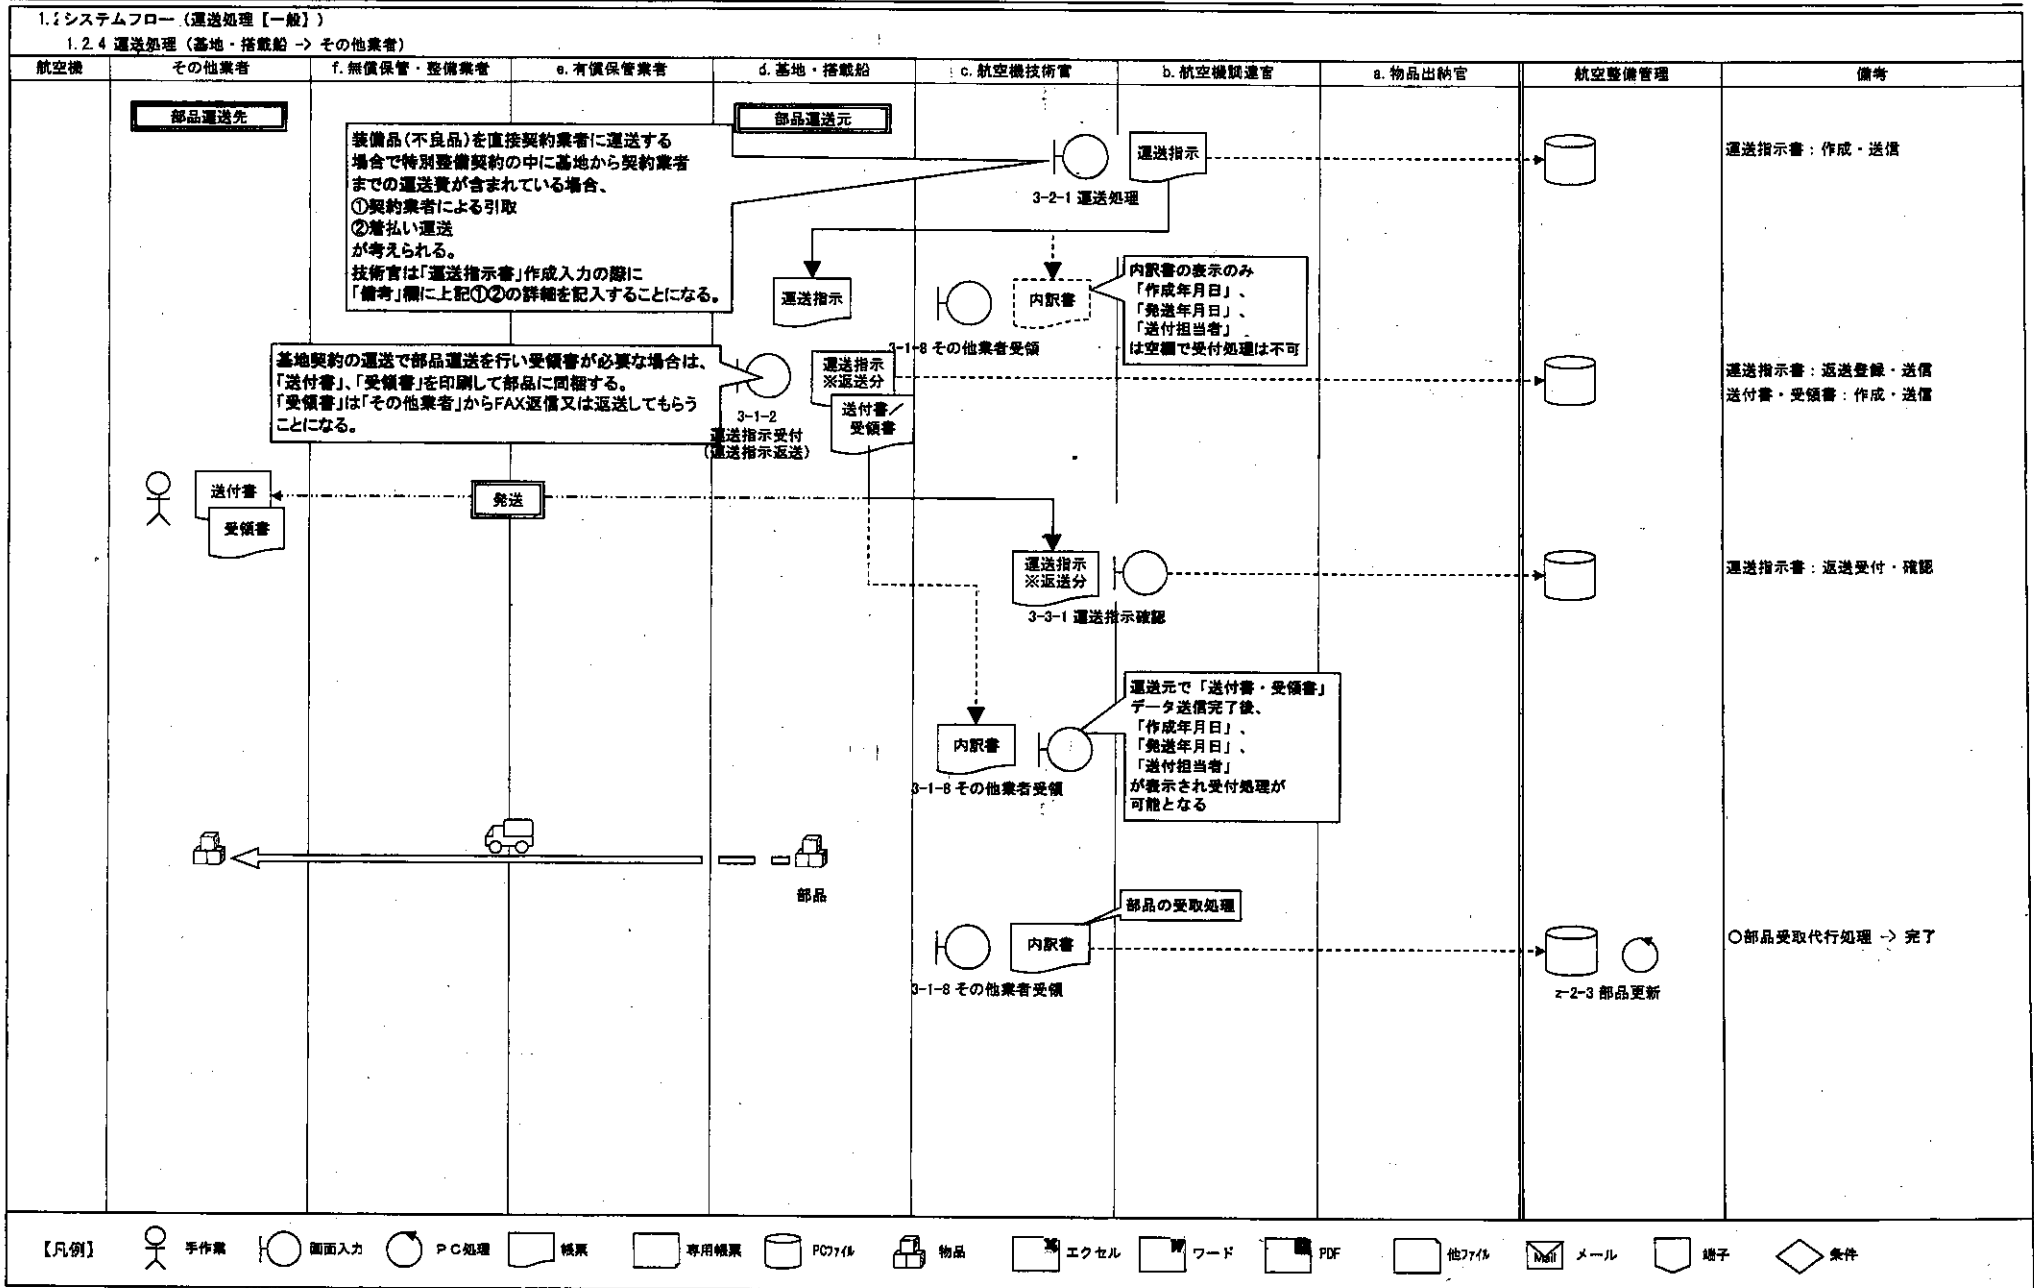 1.2システムフロー（運送処理【一般】）
1.2.4 運送処理（基地・搭載船 -> その他業者）
航空機
その他業者
f. 無償保管・整備業者
e. 有償保管業者
d. 基地・搭載船
c. 航空機技術官
b. 航空機調達官
a. 物品出納官
航空整備管理
備考
部品運送先
部品運送元
装備品(不良品)を直接契約業者に運送する
場合で特別整備契約の中に基地から契約業者
までの運送費が含まれている場合、
①契約業者による引取
②着払い運送
が考えられる。
技術官は「運送指示書」作成入力の際に
「備考」欄に上記①②の詳細を記入することになる。
運送指示
3-2-1 運送処理
運送指示書：作成・送信
運送指示
内訳書
3-1-8 その他業者受領
内訳書の表示のみ
「作成年月日」、
「発送年月日」、
「送付担当者」
は空欄で受付処理は不可
基地契約の運送で部品運送を行い受領書が必要な場合は、
「送付書」、「受領書」を印刷して部品に同梱する。
「受領書」は「その他業者」からFAX返信又は返送してもらう
ことになる。
3-1-2
運送指示受付
（運送指示返送）
運送指示
※返送分
送付書／
受領書
運送指示書：返送登録・送信
送付書・受領書：作成・送信
送付書
受領書
発送
運送指示
※返送分
3-3-1 運送指示確認
運送指示書：返送受付・確認
内訳書
3-1-8 その他業者受領
運送元で「送付書・受領書」
データ送信完了後、
「作成年月日」、
「発送年月日」、
「送付担当者」
が表示され受付処理が
可能となる
部品
部品の受取処理
内訳書
3-1-8 その他業者受領
z-2-3 部品更新
○部品受取代行処理 -> 完了
【凡例】
手作業
画面入力
ＰＣ処理
帳票
専用帳票
PCﾌｧｲﾙ
物品
エクセル
W
ワード
PDF
他ﾌｧｲﾙ
Mail
メール
端子
条件